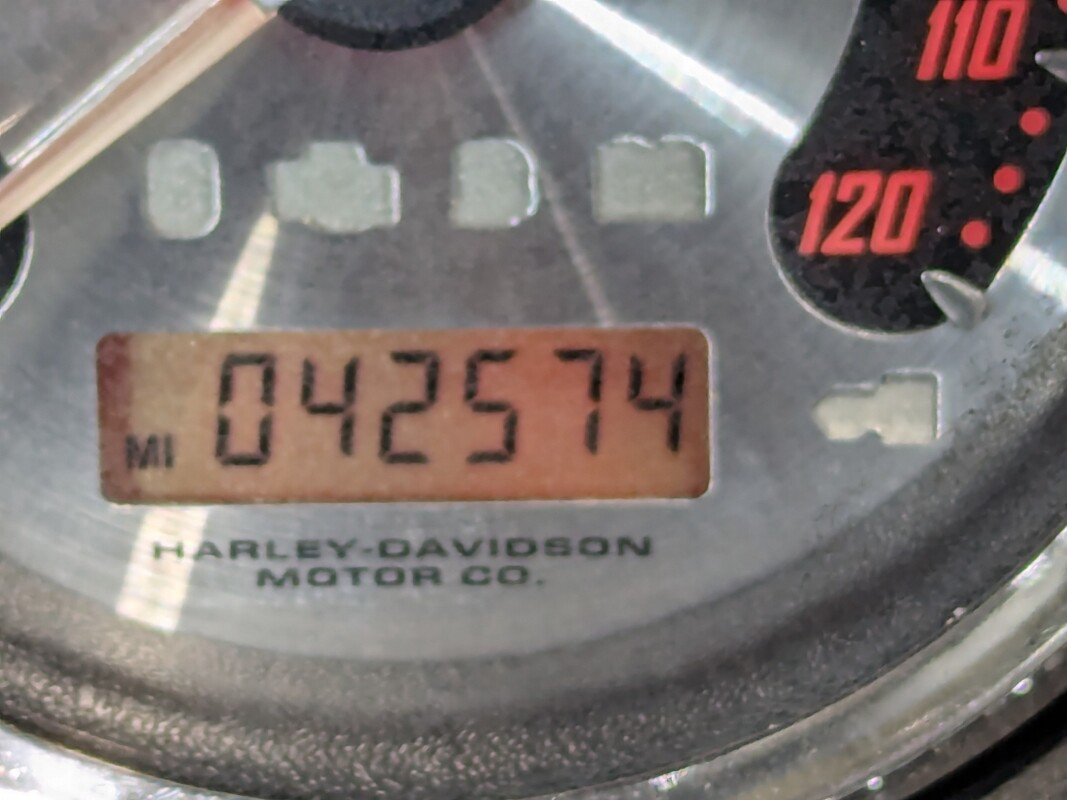 110
120
MI 042574
HARLEY-DAVIDSON
MOTOR CO.